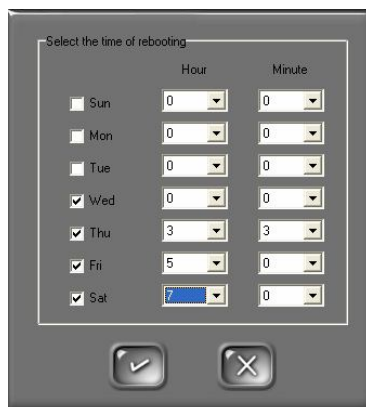 Select the time of rebooting
Hour Minute
Sun 0 0
Mon 0 0
Tue 0 0
Wed 0 0
Thu 3 3
Fri 5 0
Sat 7 0